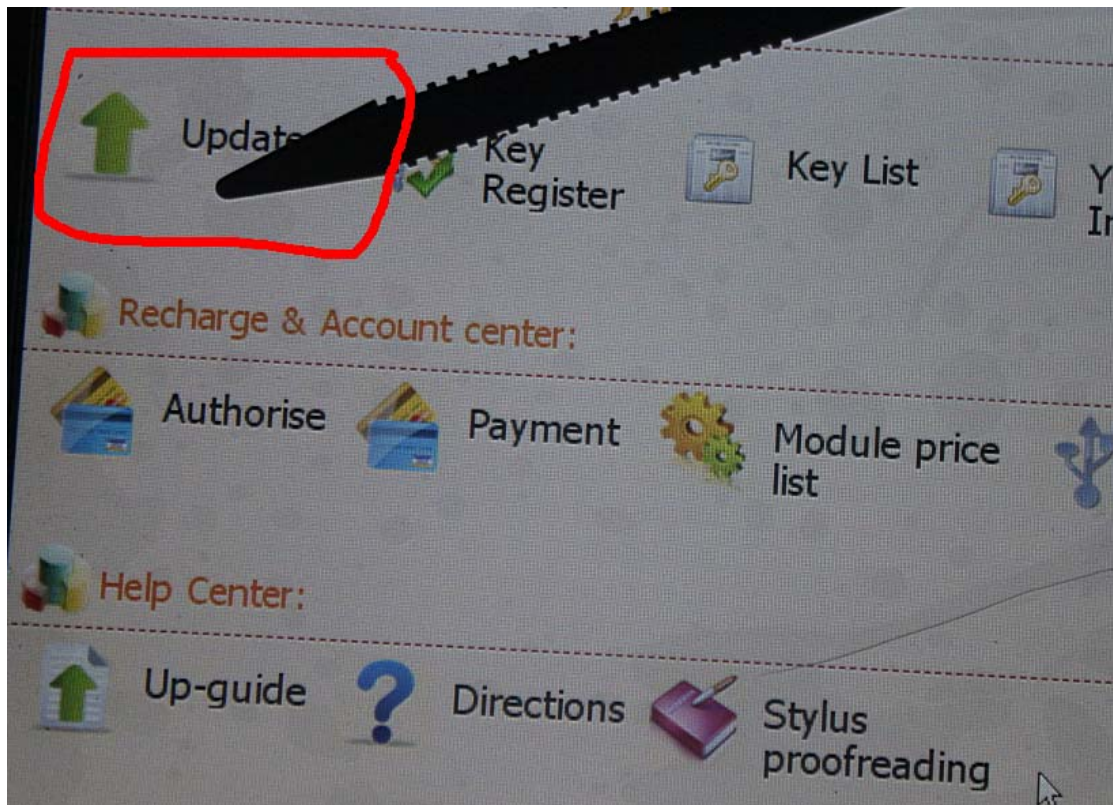 Update
Key
Register
Key List
Recharge & Account center:
Authorise
Payment
Module price
list
Help Center:
Up-guide
Directions
Stylus
proofreading